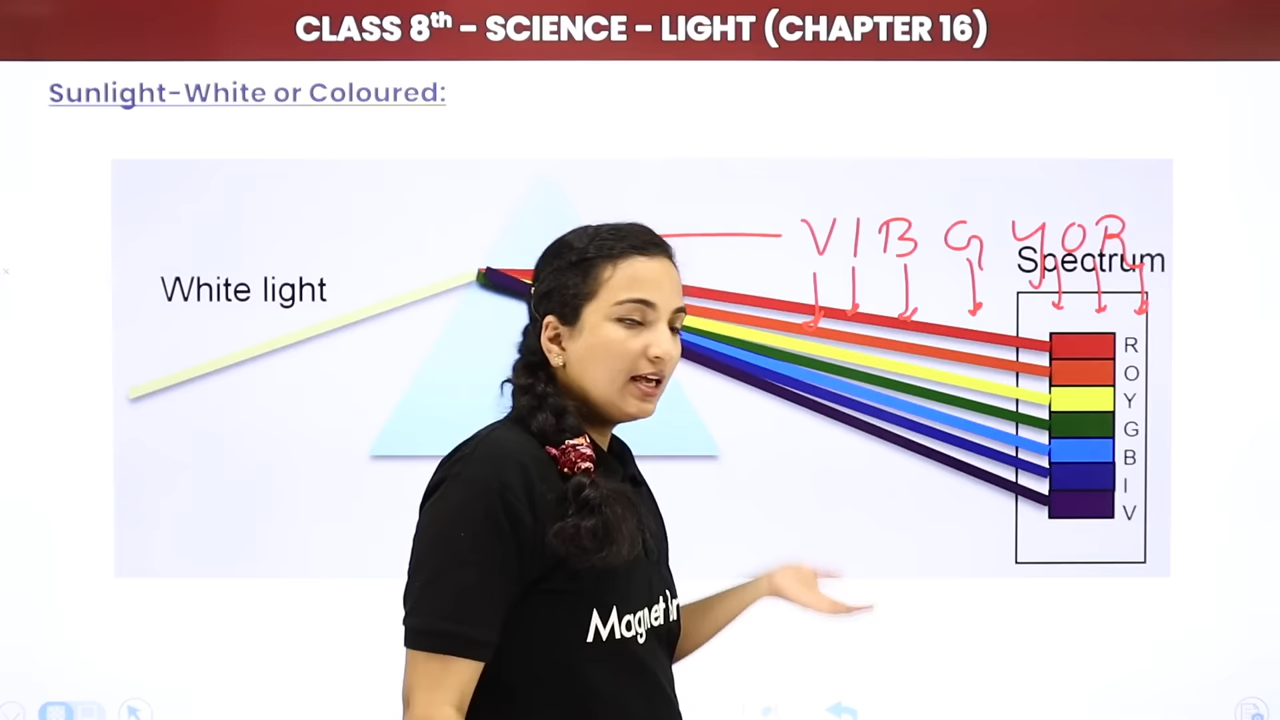 CLASS 8th - SCIENCE - LIGHT (CHAPTER 16)
Sunlight-White or Coloured:
V I B G Y O R
Spectrum
White light
R
O
Y
G
B
I
V
Magnet